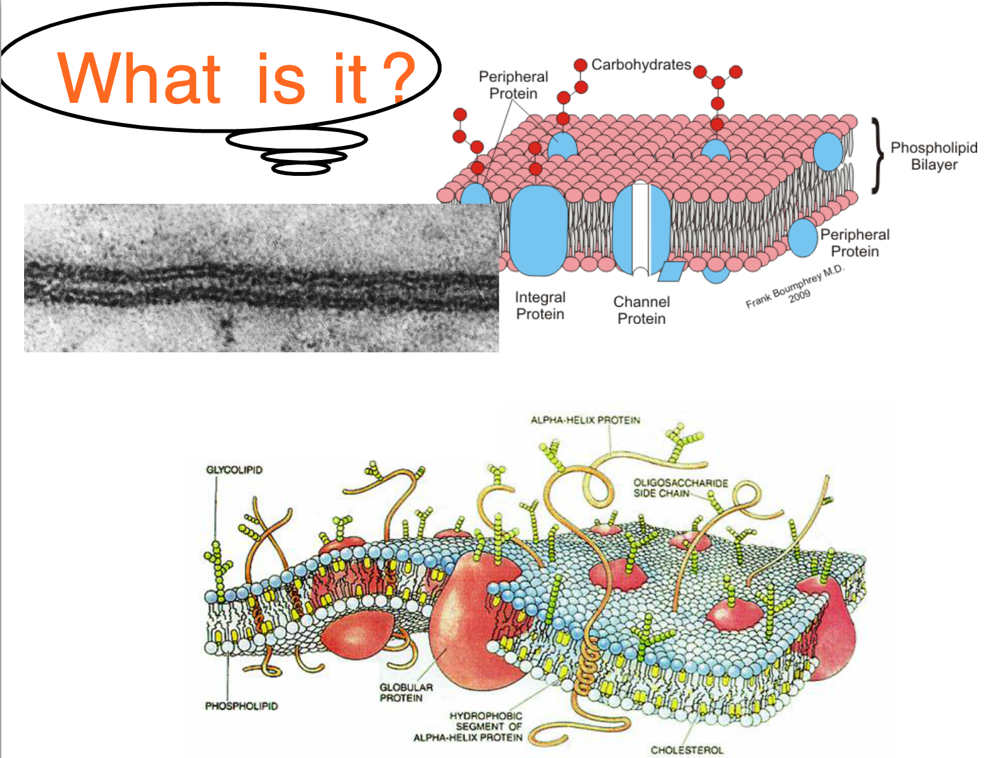 What is it ?
Carbohydrates
Peripheral
Protein
Phospholipid
Bilayer
Peripheral
Protein
Frank Boumphrey M.D.
2009
Integral
Protein
Channel
Protein
ALPHA-HELIX PROTEIN
GLYCOLIPID
OLIGOSACCHARIDE
SIDE CHAIN
GLOBULAR
PROTEIN
PHOSPHOLIPID
HYDROPHOBIC
SEGMENT OF
ALPHA-HELIX PROTEIN
CHOLESTEROL